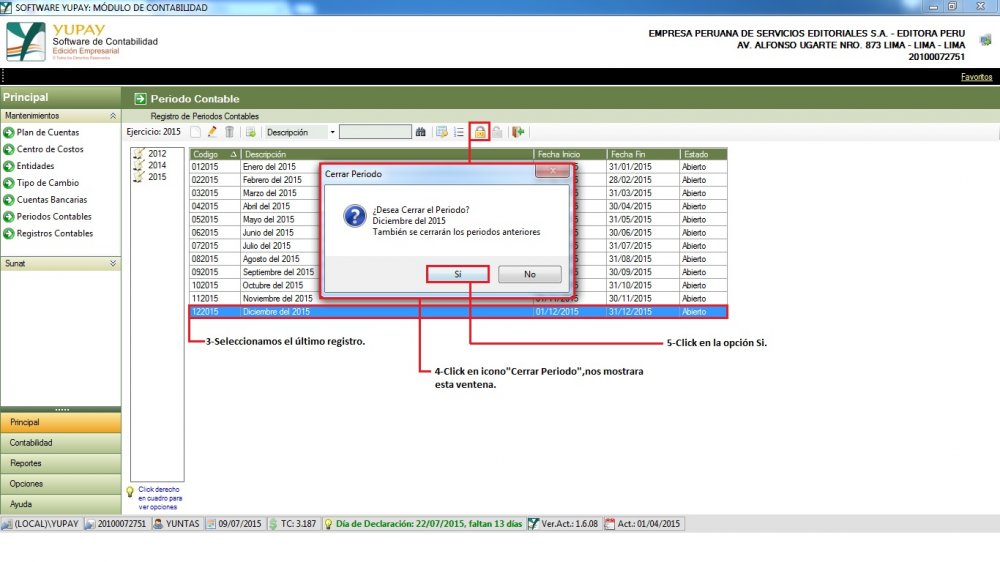 SOFTWARE YUPAY: MÓDULO DE CONTABILIDAD
YUPAY
Software de Contabilidad
Edición Empresarial
EMPRESA PERUANA DE SERVICIOS EDITORIALES S.A. - EDITORA PERU
AV. ALFONSO UGARTE NRO. 873 LIMA - LIMA - LIMA
20100072751
Favoritos
Principal
Periodo Contable
Mantenimientos
Registro de Periodos Contables
Plan de Cuentas
Centro de Costos
Entidades
Tipo de Cambio
Cuentas Bancarias
Periodos Contables
Registros Contables
Sunat
Ejercicio: 2015
Descripción
2012
2014
2015
Codigo Descripción Fecha Inicio Fecha Fin Estado
012015 Enero del 2015 31/01/2015 Abierto
022015 Febrero del 2015 28/02/2015 Abierto
032015 Marzo del 2015 31/03/2015 Abierto
042015 Abril del 2015 30/04/2015 Abierto
052015 Mayo del 2015 31/05/2015 Abierto
062015 Junio del 2015 30/06/2015 Abierto
072015 Julio del 2015 31/07/2015 Abierto
082015 Agosto del 2015 31/08/2015 Abierto
092015 Septiembre del 2015 30/09/2015 Abierto
102015 Octubre del 2015 31/10/2015 Abierto
112015 Noviembre del 2015 01/11/2015 30/11/2015 Abierto
122015 Diciembre del 2015 01/12/2015 31/12/2015 Abierto
Cerrar Periodo
¿Desea Cerrar el Periodo?
Diciembre del 2015
También se cerrarán los periodos anteriores
Sí No
3-Seleccionamos el último registro.
5-Click en la opción Si.
4-Click en icono"Cerrar Periodo",nos mostrara
esta ventena.
Principal
Contabilidad
Reportes
Opciones
Ayuda
Click derecho
en cuadro para
ver opciones
(LOCAL)\YUPAY 20100072751 YUNTAS 09/07/2015 TC: 3.187 Día de Declaración: 22/07/2015, faltan 13 días Ver.Act.: 1.6.08 Act.: 01/04/2015